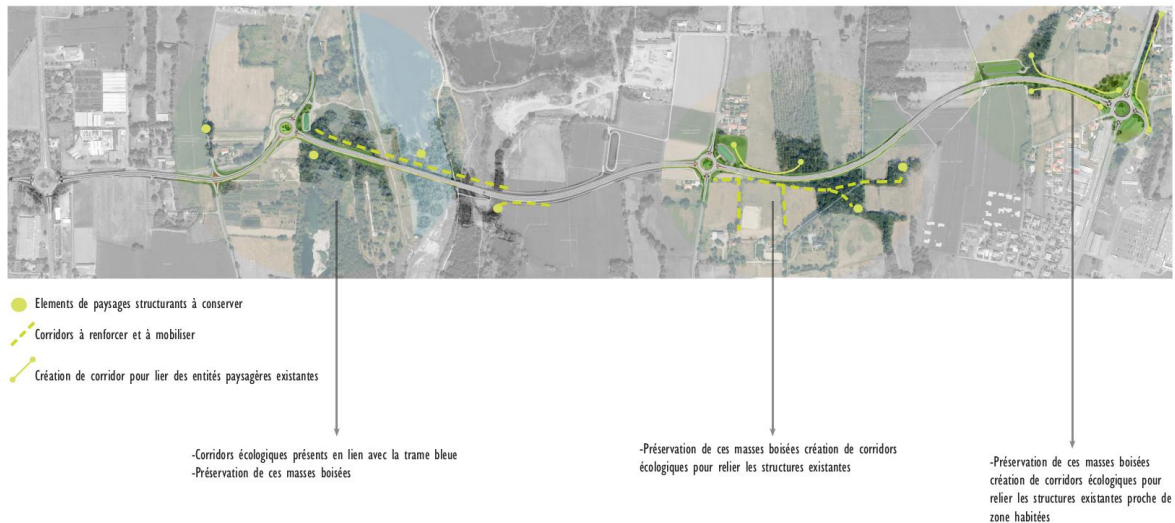 Elements de paysages structurants à conserver
Corridors à renforcer et à mobiliser
Création de corridor pour lier des entités paysagères existantes
-Corridors écologiques présents en lien avec la trame bleue
-Préservation de ces masses boisées
-Préservation de ces masses boisées création de corridors
écologiques pour relier les structures existantes
-Préservation de ces masses boisées
création de corridors écologiques pour
relier les structures existantes proche de
zone habitées